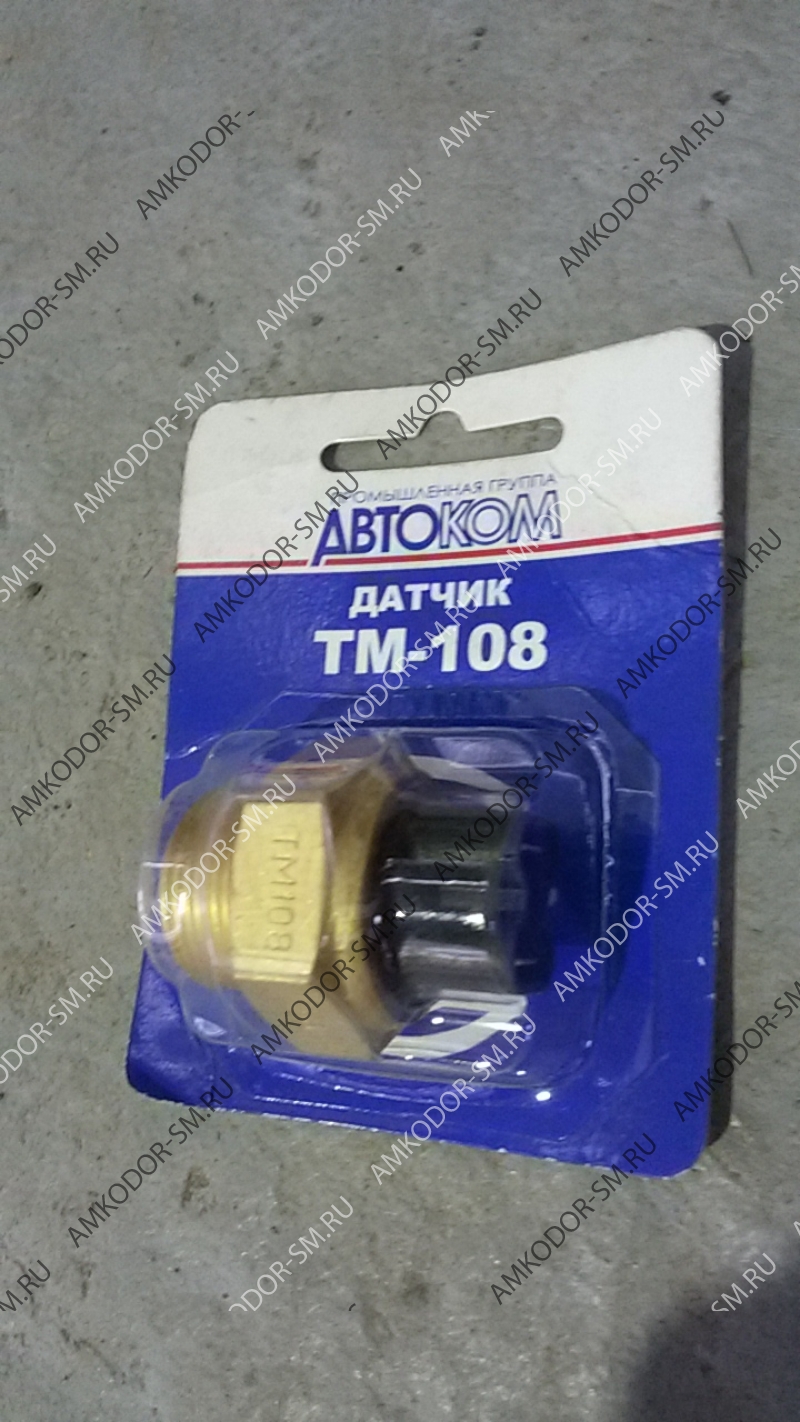 ПРОМЫШЛЕННАЯ ГРУППА
АВТОКОМ
ДАТЧИК
ТМ-108
ТМ108
AMKODOR-SM.RU